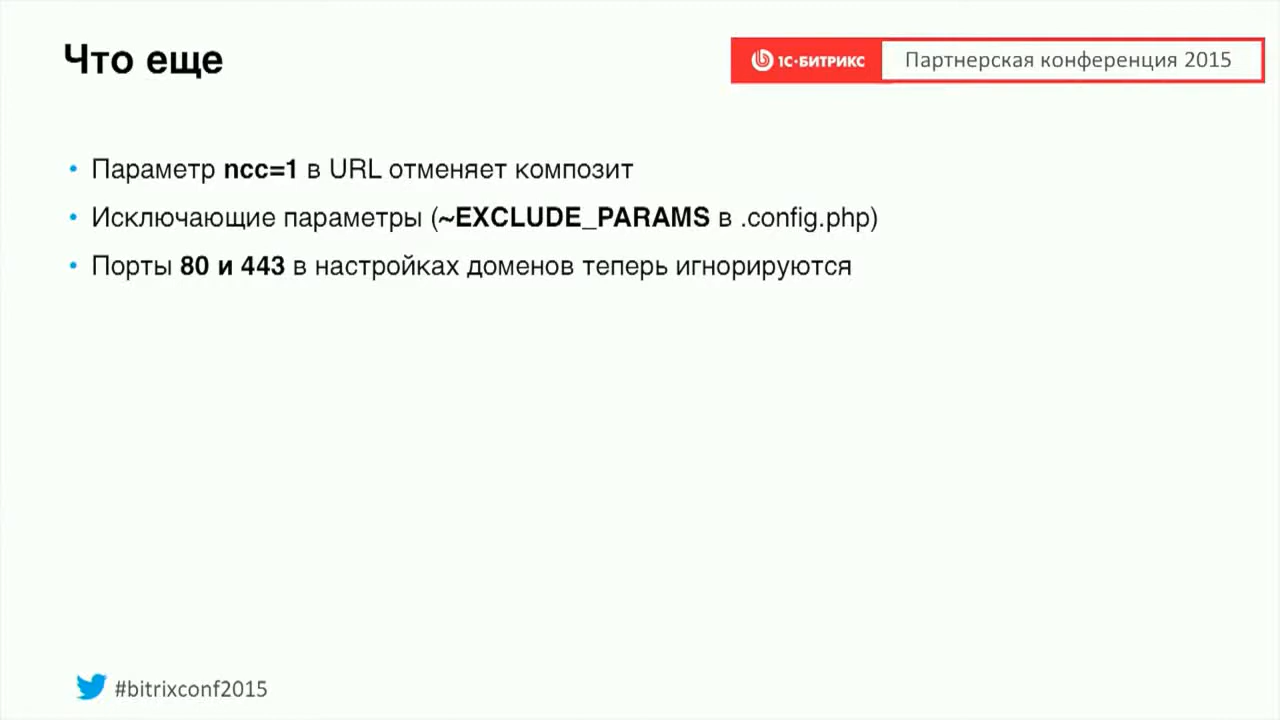 Что еще
1С-БИТРИКС
Партнерская конференция 2015
• Параметр ncc=1 в URL отменяет композит
• Исключающие параметры (~EXCLUDE_PARAMS в .config.php)
• Порты 80 и 443 в настройках доменов теперь игнорируются
#bitrixconf2015